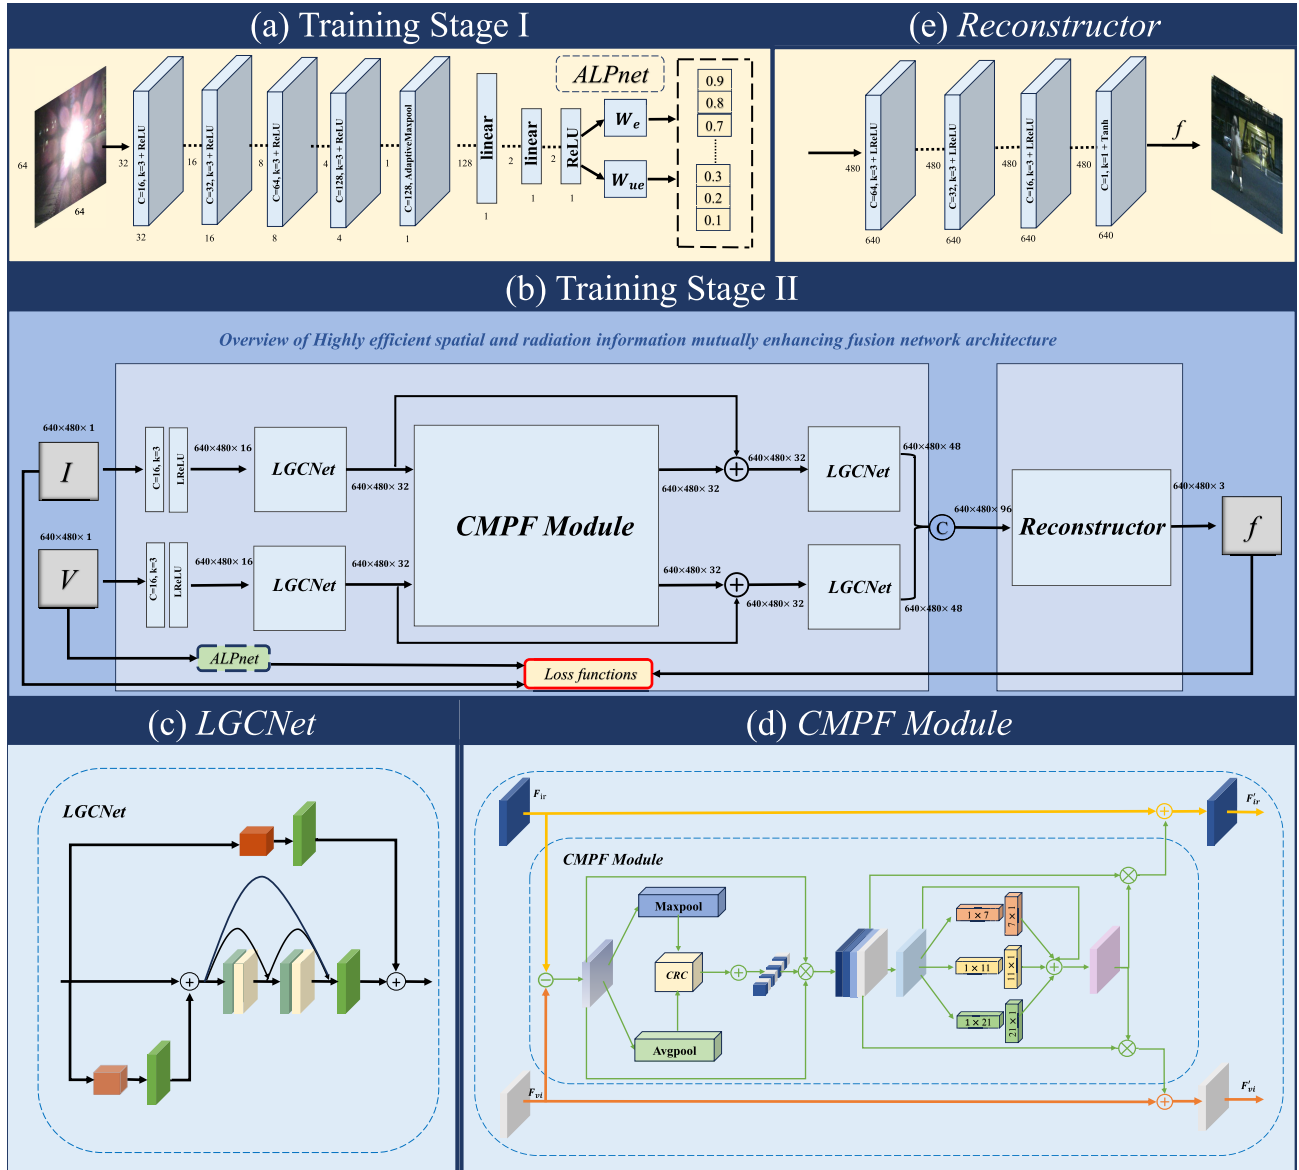 (a) Training Stage I
ALPnet
64
64
C=16, k=3 + ReLU
32
32
C=32, k=3 + ReLU
16
16
C=64, k=3 + ReLU
8
8
C=128, k=3 + ReLU
4
4
C=128, AdaptiveMaxpool
1
1
linear
128
1
linear
2
1
ReLU
2
1
W_e
W_ue
0.9
0.8
0.7
0.3
0.2
0.1
(e) Reconstructor
C=64, k=3 + LReLU
480
640
C=32, k=3 + LReLU
480
640
C=16, k=3 + LReLU
480
640
C=1, k=1 + Tanh
480
640
f
(b) Training Stage II
Overview of Highly efficient spatial and radiation information mutually enhancing fusion network architecture
640×480× 1
I
C=16, k=3
LReLU
640×480× 16
LGCNet
640×480× 32
CMPF Module
640×480× 32
+
640×480× 32
LGCNet
640×480× 48
640×480× 1
V
C=16, k=3
LReLU
640×480× 16
LGCNet
640×480× 32
640×480× 32
+
640×480× 32
LGCNet
640×480× 48
C
640×480× 96
Reconstructor
640×480× 3
f
ALPnet
Loss functions
(c) LGCNet
LGCNet
+
+
(d) CMPF Module
F_ir
F'_ir
CMPF Module
Maxpool
CRC
Avgpool
1 × 7
7 × 1
1 × 11
11 × 1
1 × 21
21 × 1
F_vi
F'_vi